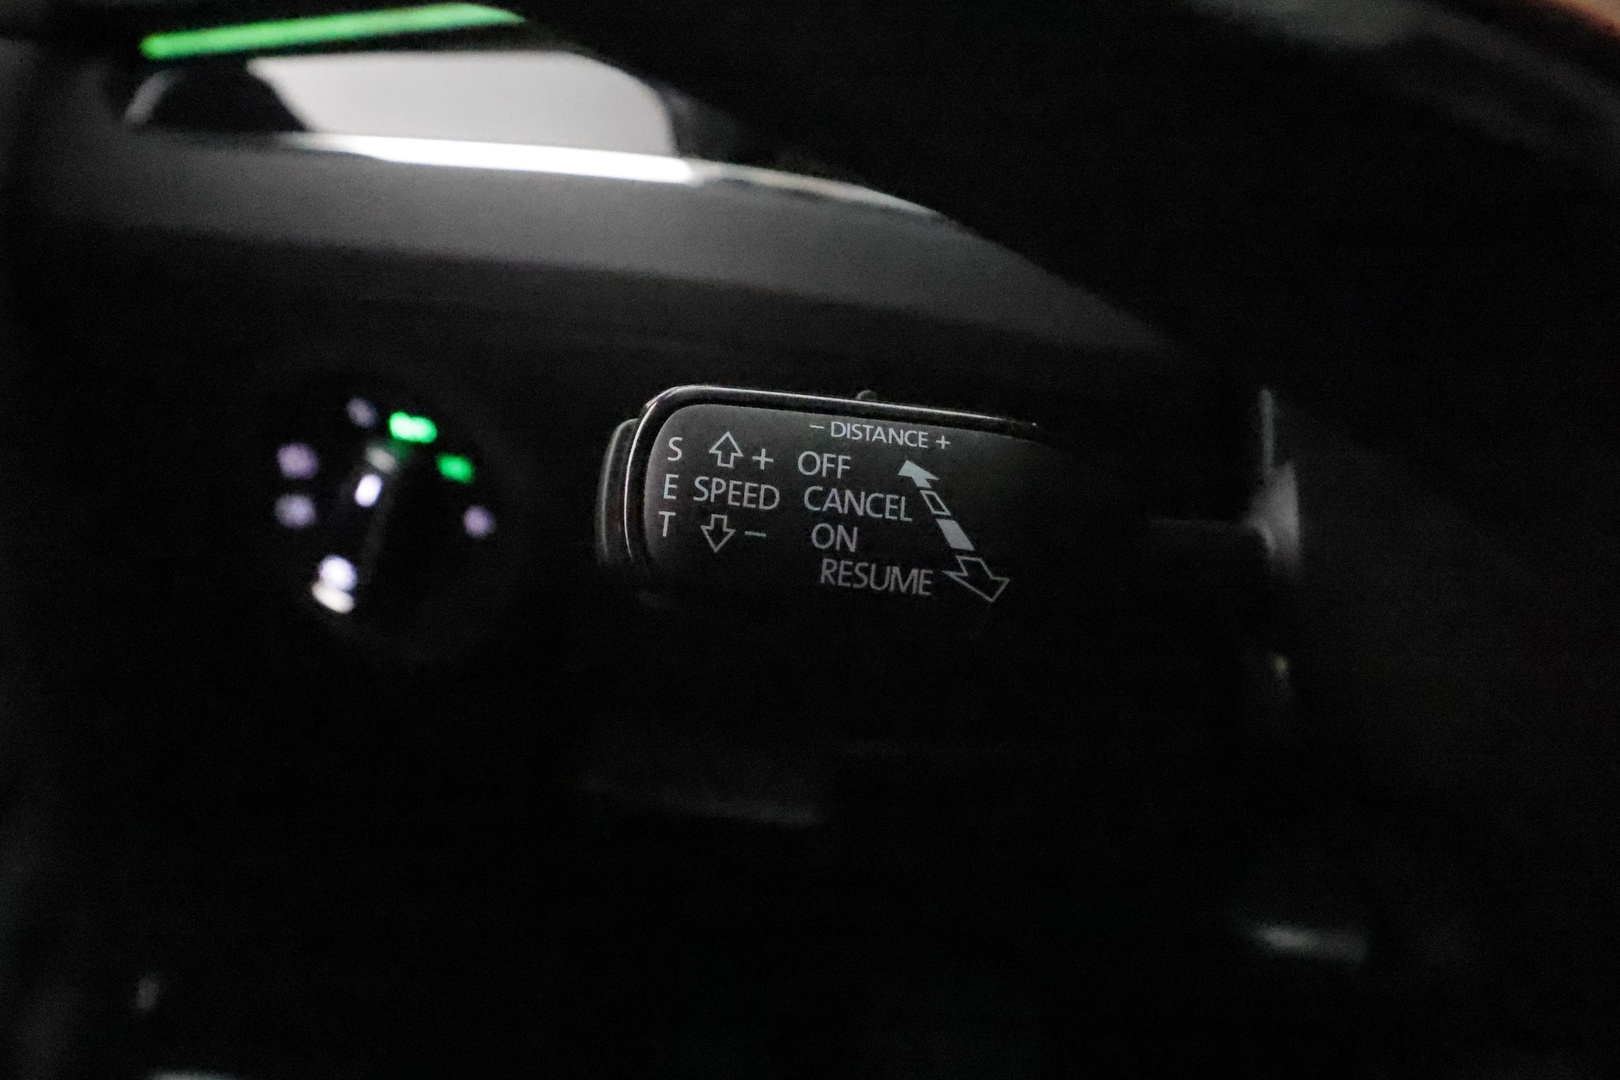 − DISTANCE +
S + OFF
E SPEED CANCEL
T − ON
RESUME